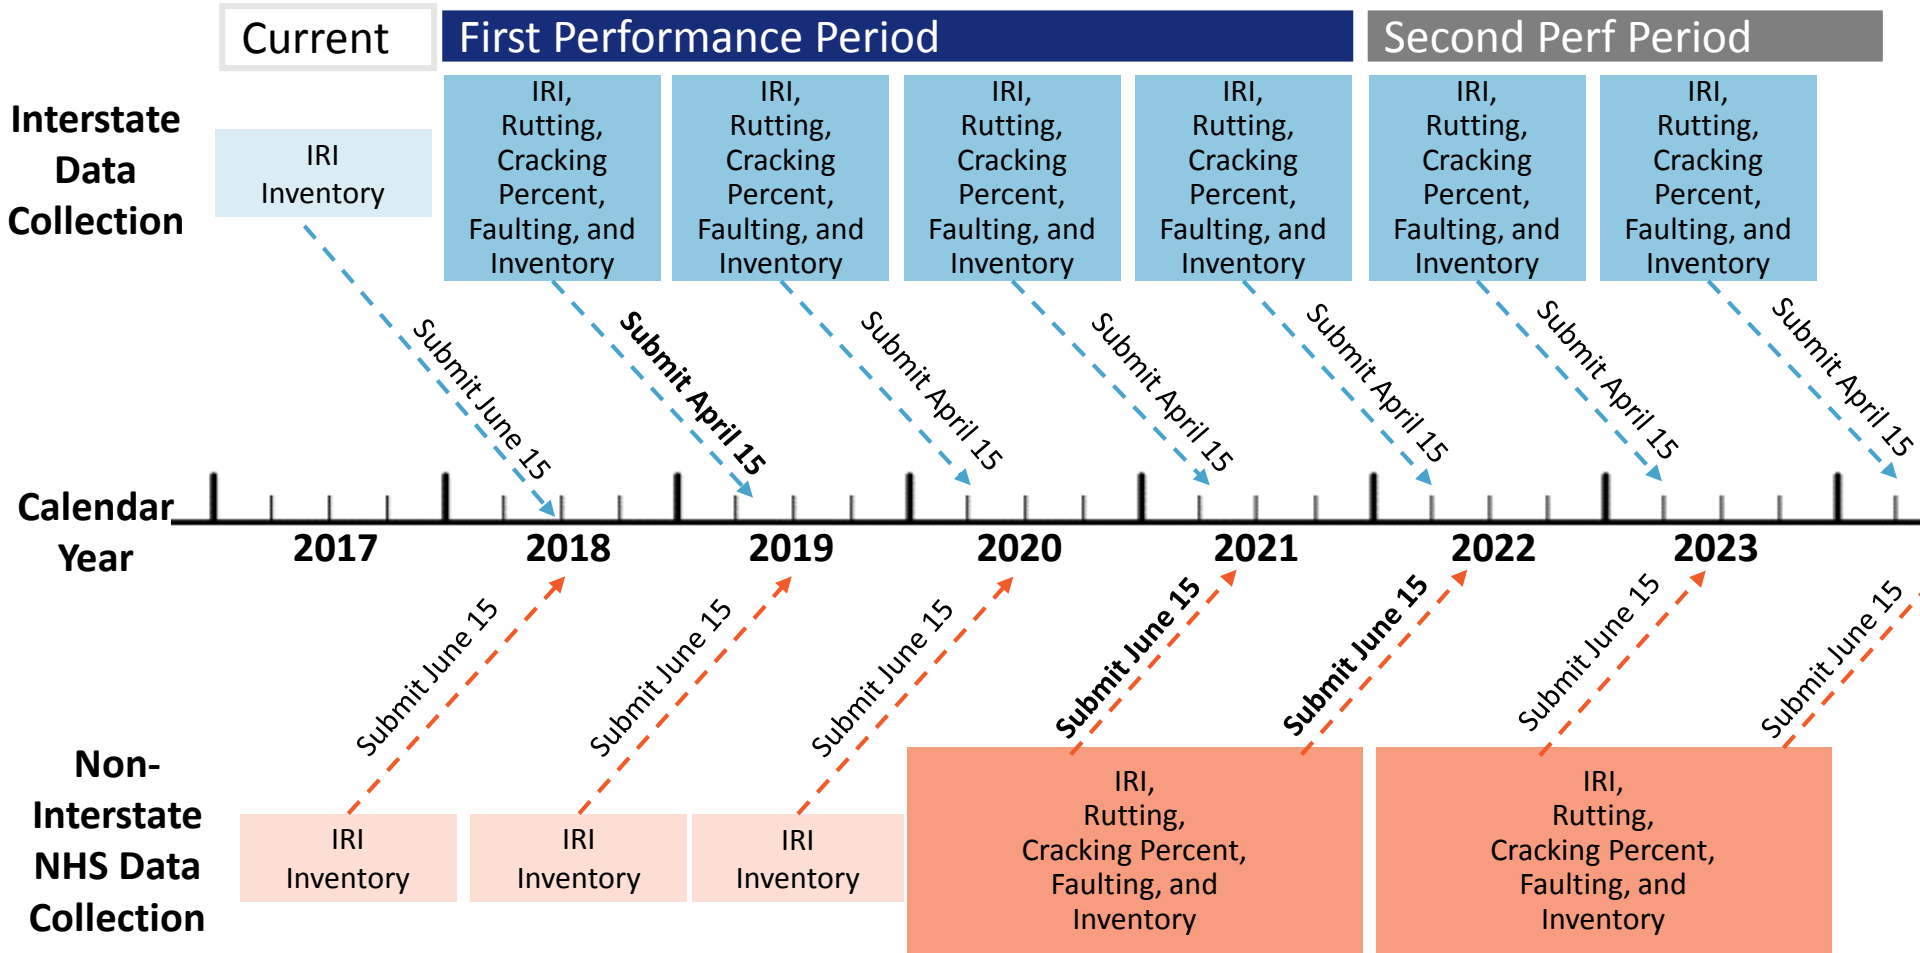 Current
First Performance Period
Second Perf Period
Interstate
Data
Collection
IRI
Inventory
IRI,
Rutting,
Cracking
Percent,
Faulting, and
Inventory
IRI,
Rutting,
Cracking
Percent,
Faulting, and
Inventory
IRI,
Rutting,
Cracking
Percent,
Faulting, and
Inventory
IRI,
Rutting,
Cracking
Percent,
Faulting, and
Inventory
IRI,
Rutting,
Cracking
Percent,
Faulting, and
Inventory
IRI,
Rutting,
Cracking
Percent,
Faulting, and
Inventory
Submit June 15
Submit April 15
Submit April 15
Submit April 15
Submit April 15
Submit April 15
Submit April 15
Calendar
Year
2017
2018
2019
2020
2021
2022
2023
Submit June 15
Submit June 15
Submit June 15
Submit June 15
Submit June 15
Submit June 15
Submit June 15
Non-
Interstate
NHS Data
Collection
IRI
Inventory
IRI
Inventory
IRI
Inventory
IRI,
Rutting,
Cracking Percent,
Faulting, and
Inventory
IRI,
Rutting,
Cracking Percent,
Faulting, and
Inventory